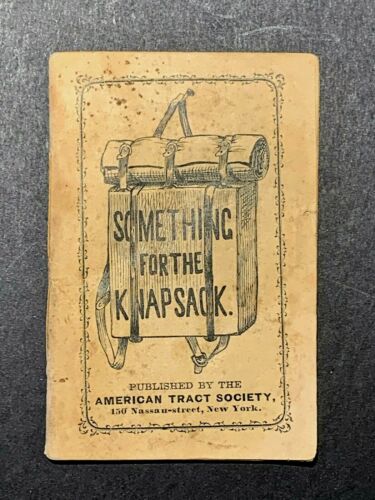 SOMETHING
FOR THE
KNAPSACK.
PUBLISHED BY THE
AMERICAN TRACT SOCIETY,
150 Nassau-street, New York.